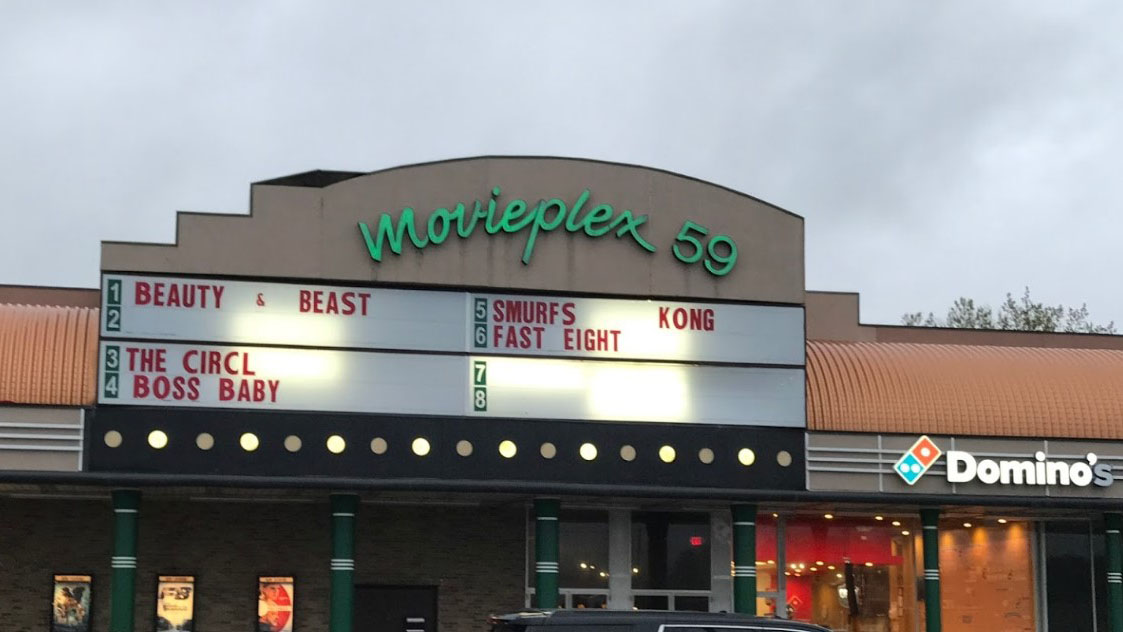 Movieplex 59
1 BEAUTY & BEAST
2
3 THE CIRCL
4 BOSS BABY
5 SMURFS KONG
6 FAST EIGHT
7
8
Domino's